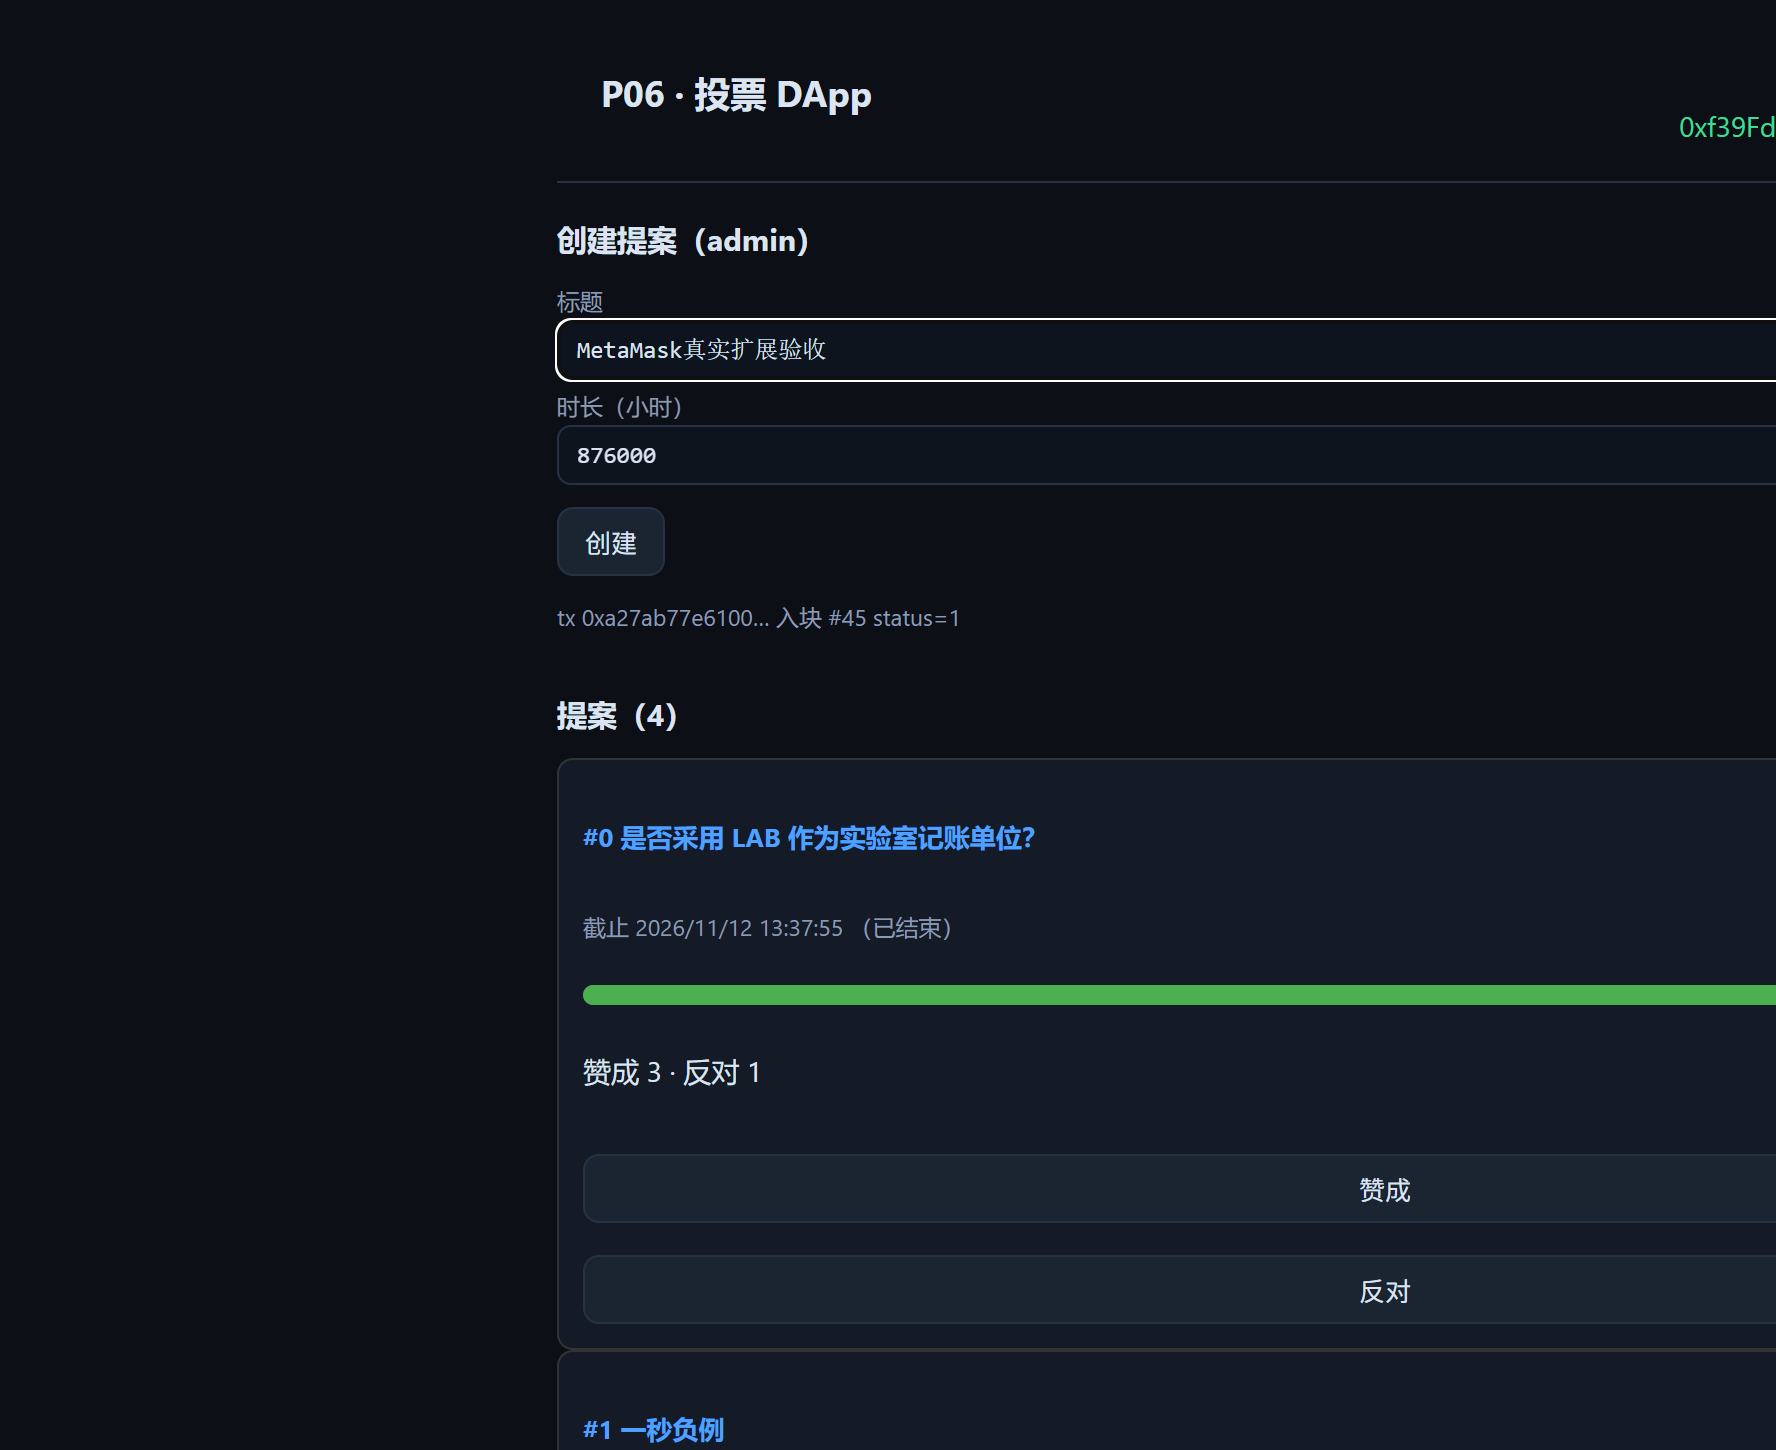 P06 · 投票 DApp
0xf39Fd
创建提案（admin）
标题
MetaMask真实扩展验收
时长（小时）
876000
创建
tx 0xa27ab77e6100... 入块 #45 status=1
提案（4）
#0 是否采用 LAB 作为实验室记账单位?
截止 2026/11/12 13:37:55 （已结束）
赞成 3 · 反对 1
赞成
反对
#1 一秒负例